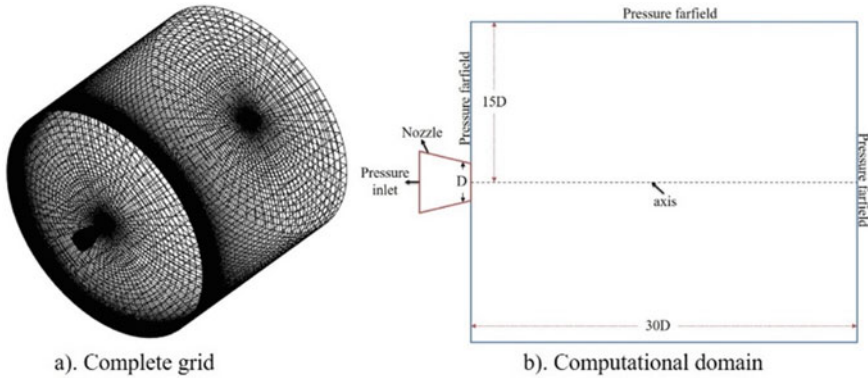 Pressure farfield
Pressure farfield
15D
Nozzle
Pressure
inlet
D
axis
Pressure farfield
30D
a). Complete grid
b). Computational domain